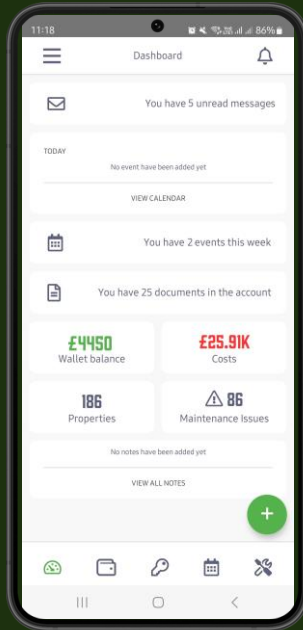 11:18
86%
Dashboard
You have 5 unread messages
TODAY
No event have been added yet
VIEW CALENDAR
You have 2 events this week
You have 25 documents in the account
£4450
Wallet balance
£25.91K
Costs
186
Properties
86
Maintenance Issues
No notes have been added yet
VIEW ALL NOTES